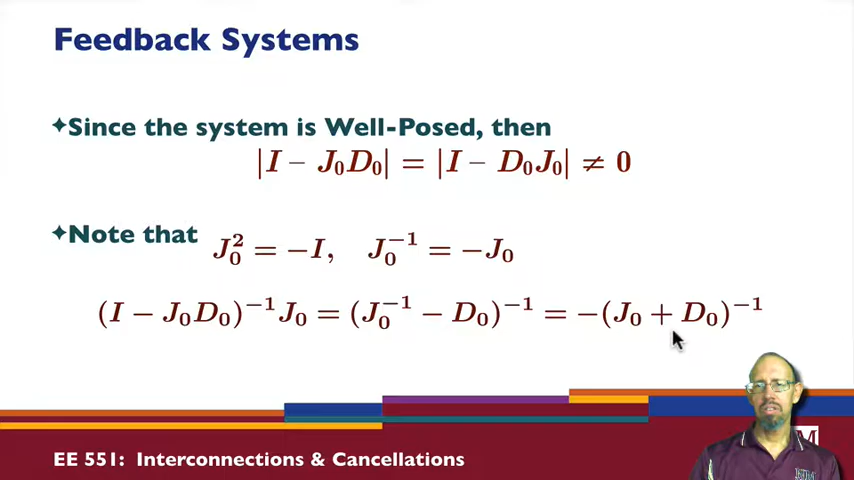 Feedback Systems
✦Since the system is Well-Posed, then
|I − J₀D₀| = |I − D₀J₀| ≠ 0
✦Note that J₀² = −I, J₀⁻¹ = −J₀
(I − J₀D₀)⁻¹J₀ = (J₀⁻¹ − D₀)⁻¹ = −(J₀ + D₀)⁻¹
EE 551: Interconnections & Cancellations